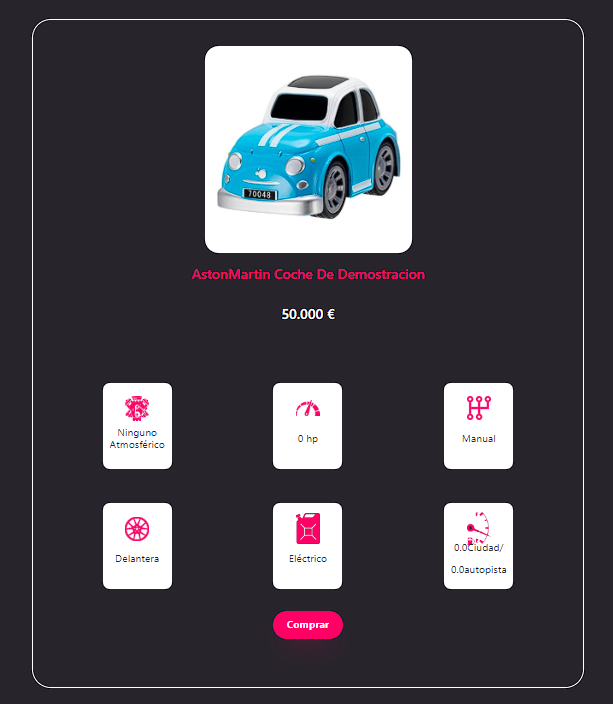 70048
AstonMartin Coche De Demostracion
50.000 €
Ninguno
Atmosférico
0 hp
Manual
Delantera
Eléctrico
0.0Ciudad/
0.0autopista
Comprar